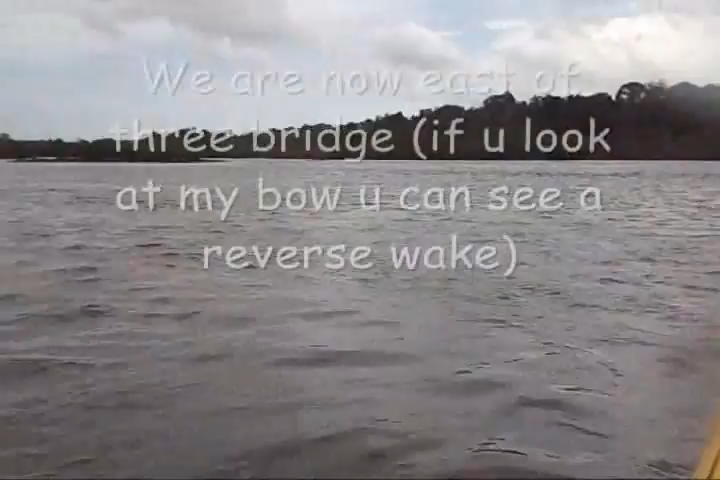 We are now east of
three bridge (if u look
at my bow u can see a
reverse wake)